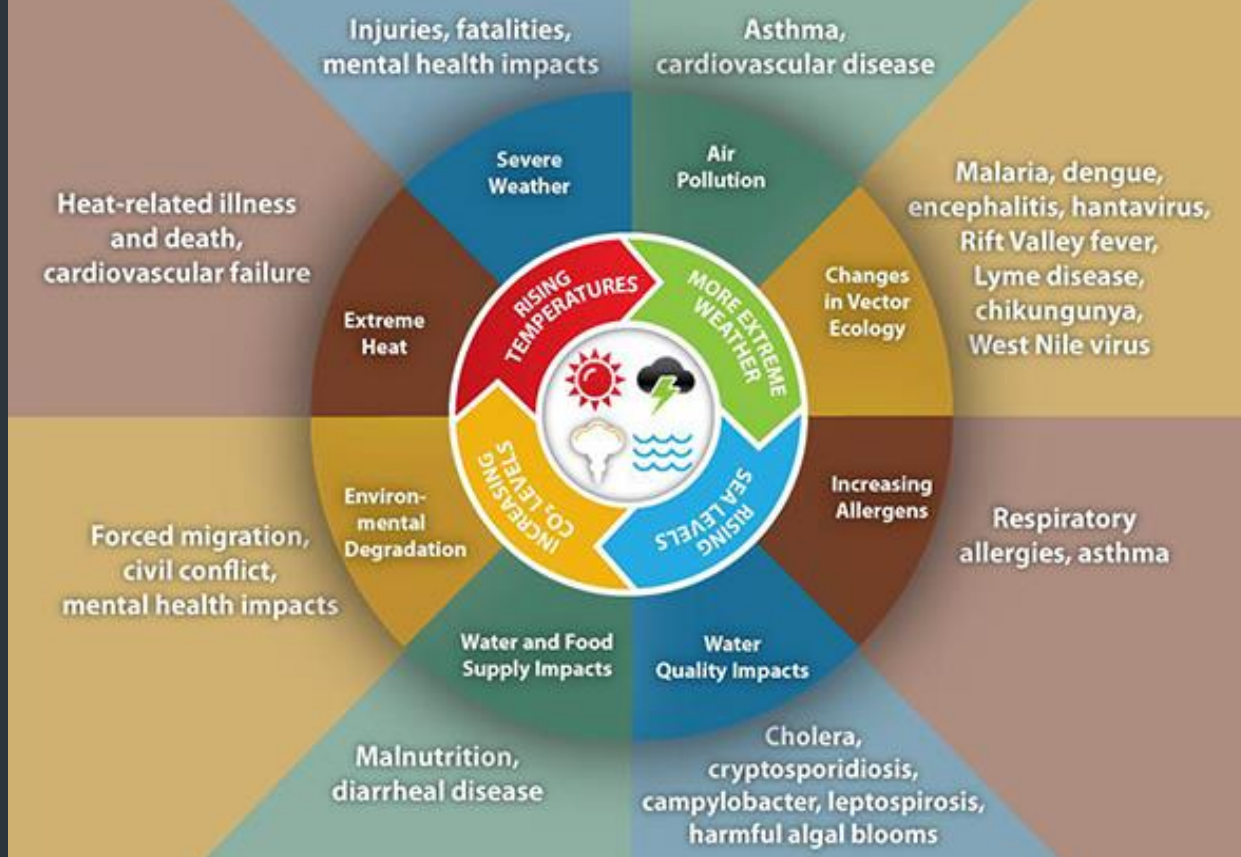 Injuries, fatalities,
mental health impacts
Asthma,
cardiovascular disease
Severe
Weather
Air
Pollution
Malaria, dengue,
encephalitis, hantavirus,
Rift Valley fever,
Lyme disease,
chikungunya,
West Nile virus
Heat-related illness
and death,
cardiovascular failure
Changes
in Vector
Ecology
Extreme
Heat
RISING
TEMPERATURES
MORE EXTREME
WEATHER
INCREASING
CO₂ LEVELS
RISING
SEA LEVELS
Environ-
mental
Degradation
Increasing
Allergens
Forced migration,
civil conflict,
mental health impacts
Respiratory
allergies, asthma
Water and Food
Supply Impacts
Water
Quality Impacts
Malnutrition,
diarrheal disease
Cholera,
cryptosporidiosis,
campylobacter, leptospirosis,
harmful algal blooms